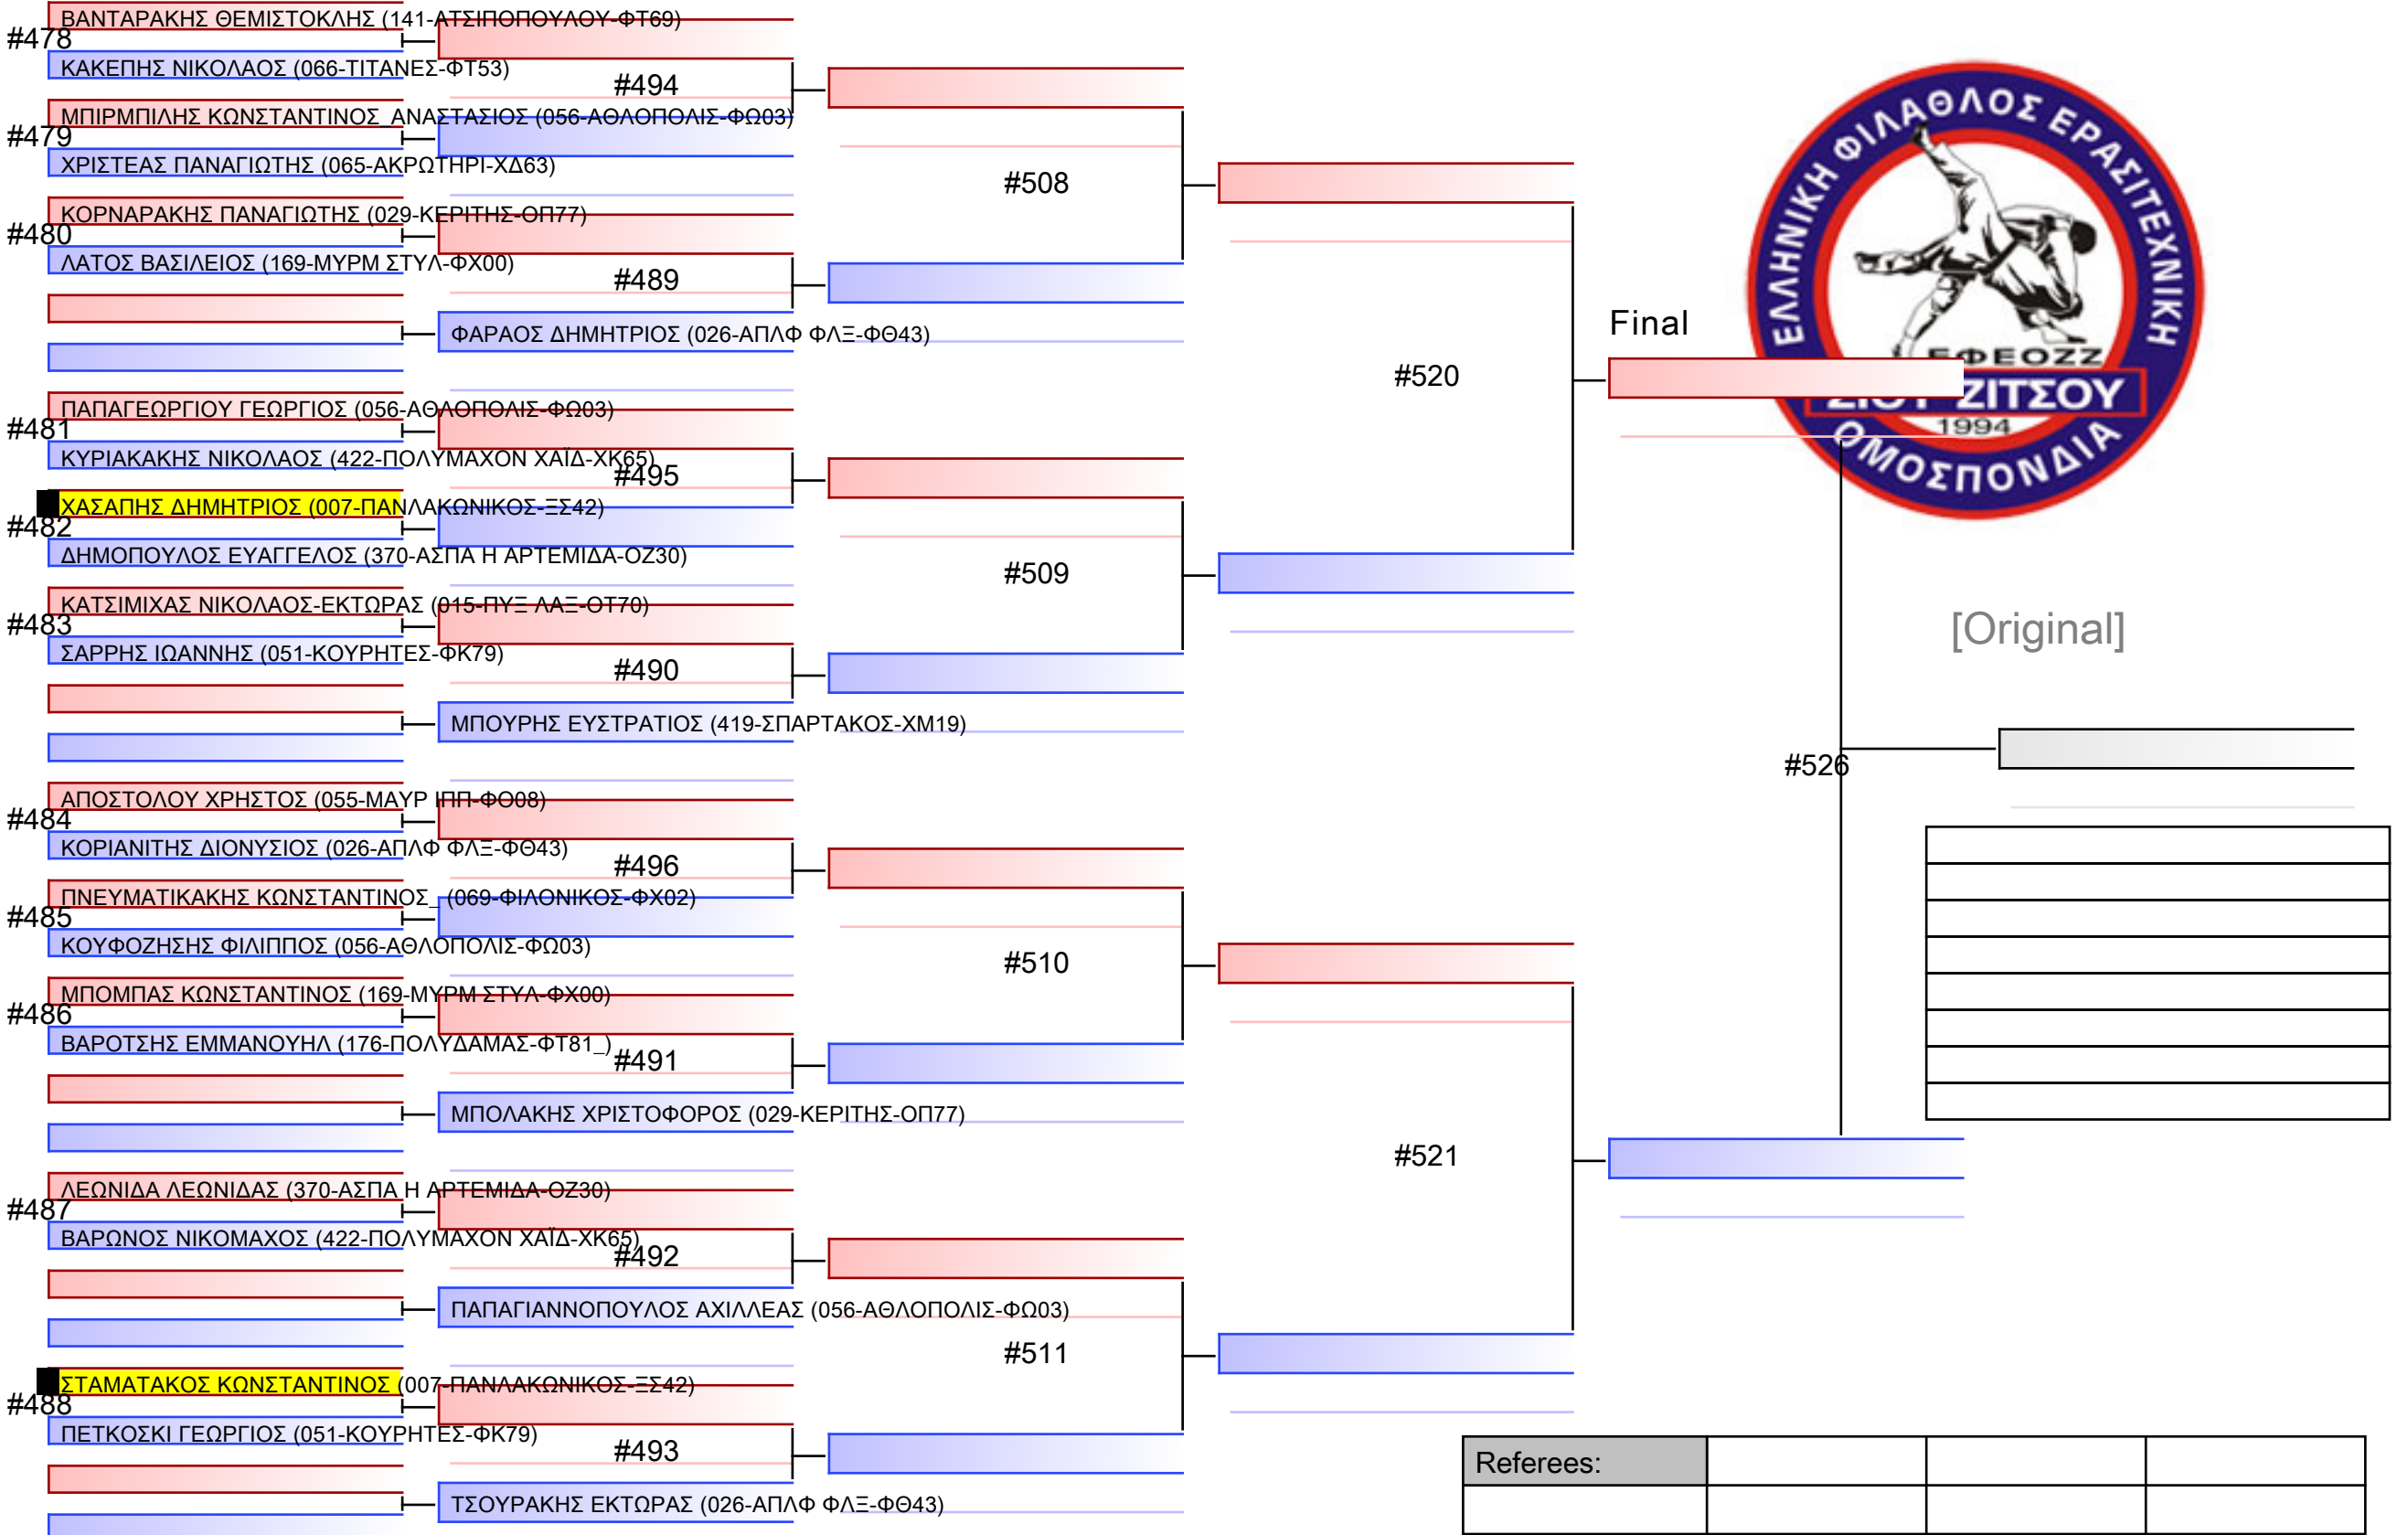 ΒΑΝΤΑΡΑΚΗΣ ΘΕΜΙΣΤΟΚΛΗΣ (141-ΑΤΣΙΠΟΠΟΥΛΟΥ-ΦΤ69)
#478
ΚΑΚΕΠΗΣ ΝΙΚΟΛΑΟΣ (066-ΤΙΤΑΝΕΣ-ΦΤ53)
#494
ΜΠΙΡΜΠΙΛΗΣ ΚΩΝΣΤΑΝΤΙΝΟΣ_ΑΝΑΣΤΑΣΙΟΣ (056-ΑΘΛΟΠΟΛΙΣ-ΦΩ03)
#479
ΧΡΙΣΤΕΑΣ ΠΑΝΑΓΙΩΤΗΣ (065-ΑΚΡΩΤΗΡΙ-ΧΔ63)
#508
ΚΟΡΝΑΡΑΚΗΣ ΠΑΝΑΓΙΩΤΗΣ (029-ΚΕΡΙΤΗΣ-ΟΠ77)
#480
ΛΑΤΟΣ ΒΑΣΙΛΕΙΟΣ (169-ΜΥΡΜ ΣΤΥΛ-ΦΧ00)
#489
ΦΑΡΑΟΣ ΔΗΜΗΤΡΙΟΣ (026-ΑΠΛΦ ΦΛΞ-ΦΘ43)
Final
#520
ΕΛΛΗΝΙΚΗ ΦΙΛΑΘΛΟΣ ΕΡΑΣΙΤΕΧΝΙΚΗ
ΕΦΕΟΖΖ
ΖΙΤΣΟΥ
1994
ΟΜΟΣΠΟΝΔΙΑ
ΠΑΠΑΓΕΩΡΓΙΟΥ ΓΕΩΡΓΙΟΣ (056-ΑΘΛΟΠΟΛΙΣ-ΦΩ03)
#481
ΚΥΡΙΑΚΑΚΗΣ ΝΙΚΟΛΑΟΣ (422-ΠΟΛΥΜΑΧΟΝ ΧΑΪΔ-ΧΚ65)
#495
ΧΑΣΑΠΗΣ ΔΗΜΗΤΡΙΟΣ (007-ΠΑΝΛΑΚΩΝΙΚΟΣ-ΞΣ42)
#482
ΔΗΜΟΠΟΥΛΟΣ ΕΥΑΓΓΕΛΟΣ (370-ΑΣΠΑ Η ΑΡΤΕΜΙΔΑ-ΟΖ30)
#509
ΚΑΤΣΙΜΙΧΑΣ ΝΙΚΟΛΑΟΣ-ΕΚΤΩΡΑΣ (015-ΠΥΞ ΛΑΞ-ΟΤ70)
#483
[Original]
ΣΑΡΡΗΣ ΙΩΑΝΝΗΣ (051-ΚΟΥΡΗΤΕΣ-ΦΚ79)
#490
ΜΠΟΥΡΗΣ ΕΥΣΤΡΑΤΙΟΣ (419-ΣΠΑΡΤΑΚΟΣ-ΧΜ19)
#526
ΑΠΟΣΤΟΛΟΥ ΧΡΗΣΤΟΣ (055-ΜΑΥΡ ΙΠΠ-ΦΟ08)
#484
ΚΟΡΙΑΝΙΤΗΣ ΔΙΟΝΥΣΙΟΣ (026-ΑΠΛΦ ΦΛΞ-ΦΘ43)
#496
ΠΝΕΥΜΑΤΙΚΑΚΗΣ ΚΩΝΣΤΑΝΤΙΝΟΣ_ (069-ΦΙΛΟΝΙΚΟΣ-ΦΧ02)
#485
ΚΟΥΦΟΖΗΣΗΣ ΦΙΛΙΠΠΟΣ (056-ΑΘΛΟΠΟΛΙΣ-ΦΩ03)
#510
ΜΠΟΜΠΑΣ ΚΩΝΣΤΑΝΤΙΝΟΣ (169-ΜΥΡΜ ΣΤΥΛ-ΦΧ00)
#486
ΒΑΡΟΤΣΗΣ ΕΜΜΑΝΟΥΗΛ (176-ΠΟΛΥΔΑΜΑΣ-ΦΤ81_)
#491
ΜΠΟΛΑΚΗΣ ΧΡΙΣΤΟΦΟΡΟΣ (029-ΚΕΡΙΤΗΣ-ΟΠ77)
#521
ΛΕΩΝΙΔΑ ΛΕΩΝΙΔΑΣ (370-ΑΣΠΑ Η ΑΡΤΕΜΙΔΑ-ΟΖ30)
#487
ΒΑΡΩΝΟΣ ΝΙΚΟΜΑΧΟΣ (422-ΠΟΛΥΜΑΧΟΝ ΧΑΪΔ-ΧΚ65)
#492
ΠΑΠΑΓΙΑΝΝΟΠΟΥΛΟΣ ΑΧΙΛΛΕΑΣ (056-ΑΘΛΟΠΟΛΙΣ-ΦΩ03)
#511
ΣΤΑΜΑΤΑΚΟΣ ΚΩΝΣΤΑΝΤΙΝΟΣ (007-ΠΑΝΛΑΚΩΝΙΚΟΣ-ΞΣ42)
#488
ΠΕΤΚΟΣΚΙ ΓΕΩΡΓΙΟΣ (051-ΚΟΥΡΗΤΕΣ-ΦΚ79)
#493
Referees:
ΤΣΟΥΡΑΚΗΣ ΕΚΤΩΡΑΣ (026-ΑΠΛΦ ΦΛΞ-ΦΘ43)